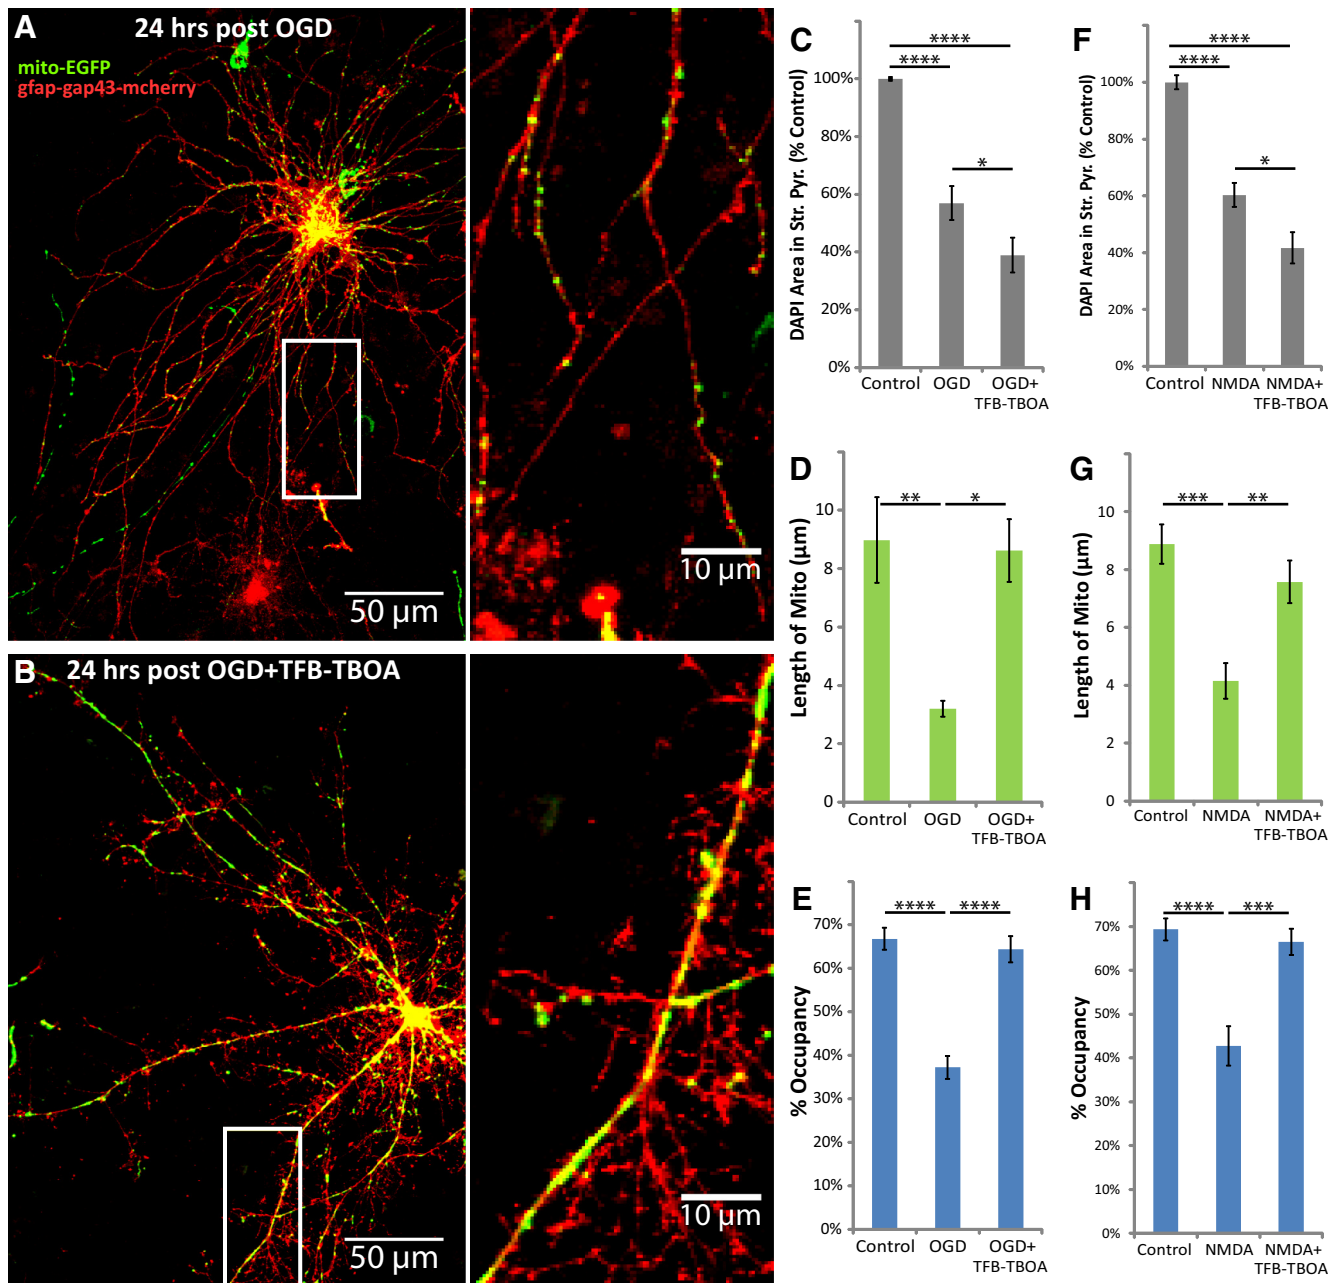 A
24 hrs post OGD
mito-EGFP
gfap-gap43-mcherry
50 µm
10 µm
B
24 hrs post OGD+TFB-TBOA
50 µm
10 µm
C
DAPI Area in Str. Pyr. (% Control)
100%
80%
60%
40%
20%
0%
****
****
*
Control
OGD
OGD+
TFB-TBOA
F
DAPI Area in Str. Pyr. (% Control)
100%
80%
60%
40%
20%
0%
****
****
*
Control
NMDA
NMDA+
TFB-TBOA
D
Length of Mito (µm)
10
8
6
4
2
0
**
*
Control
OGD
OGD+
TFB-TBOA
G
Length of Mito (µm)
10
8
6
4
2
0
***
**
Control
NMDA
NMDA+
TFB-TBOA
E
% Occupancy
70%
60%
50%
40%
30%
20%
10%
0%
****
****
Control
OGD
OGD+
TFB-TBOA
H
% Occupancy
70%
60%
50%
40%
30%
20%
10%
0%
****
***
Control
NMDA
NMDA+
TFB-TBOA